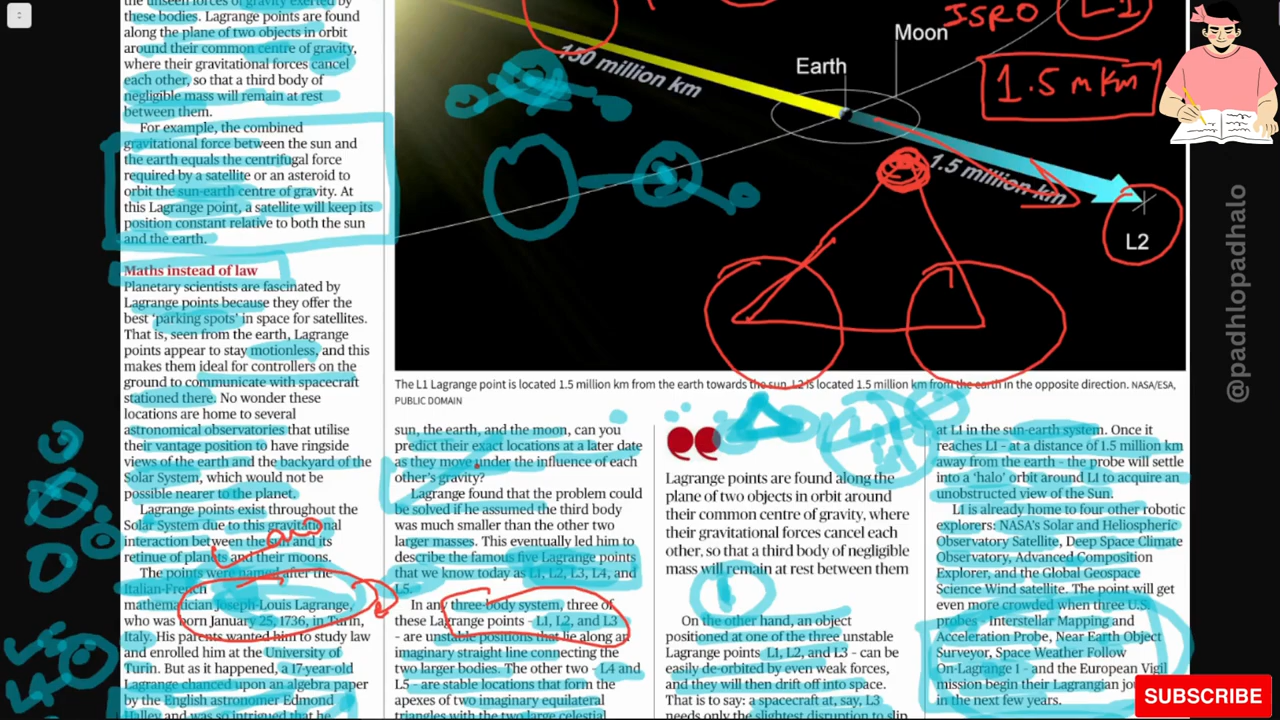 the unseen forces of gravity exerted by
these bodies. Lagrange points are found
along the plane of two objects in orbit
around their common centre of gravity,
where their gravitational forces cancel
each other, so that a third body of
negligible mass will remain at rest
between them.
For example, the combined
gravitational force between the sun and
the earth equals the centrifugal force
required by a satellite or an asteroid to
orbit the sun-earth centre of gravity. At
this Lagrange point, a satellite will keep its
position constant relative to both the sun
and the earth.
Maths instead of law
Planetary scientists are fascinated by
Lagrange points because they offer the
best 'parking spots' in space for satellites.
That is, seen from the earth, Lagrange
points appear to stay motionless, and this
makes them ideal for controllers on the
ground to communicate with spacecraft
stationed there. No wonder these
locations are home to several
astronomical observatories that utilise
their vantage position to have ringside
views of the earth and the backyard of the
Solar System, which would not be
possible nearer to the planet.
Lagrange points exist throughout the
Solar System due to this gravitational
interaction between the sun and its
retinue of planets and their moons.
The points were named after the
Italian-French
mathematician Joseph-Louis Lagrange,
who was born January 25, 1736, in Turin,
Italy. His parents wanted him to study law
and enrolled him at the University of
Turin. But as it happened, a 17-year-old
Lagrange chanced upon an algebra paper
by the English astronomer Edmond
Halley and was so intrigued that he
ISRO
L1
Moon
Earth
1.5 mKm
150 million km
1.5 million km
L2
The L1 Lagrange point is located 1.5 million km from the earth towards the sun. L2 is located 1.5 million km from the earth in the opposite direction. NASA/ESA,
PUBLIC DOMAIN
sun, the earth, and the moon, can you
predict their exact locations at a later date
as they move under the influence of each
other's gravity?
Lagrange found that the problem could
be solved if he assumed the third body
was much smaller than the other two
larger masses. This eventually led him to
describe the famous five Lagrange points
that we know today as L1, L2, L3, L4, and
L5.
In any three-body system, three of
these Lagrange points - L1, L2, and L3
- are unstable positions that lie along an
imaginary straight line connecting the
two larger bodies. The other two - L4 and
L5 - are stable locations that form the
apexes of two imaginary equilateral
triangles with the two large celestial
Lagrange points are found along the
plane of two objects in orbit around
their common centre of gravity, where
their gravitational forces cancel each
other, so that a third body of negligible
mass will remain at rest between them
On the other hand, an object
positioned at one of the three unstable
Lagrange points L1, L2, and L3 - can be
easily de-orbited by even weak forces,
and they will then drift off into space.
That is to say: a spacecraft at, say, L3
needs only the slightest disruption to slip
at L1 in the sun-earth system. Once it
reaches L1 - at a distance of 1.5 million km
away from the earth - the probe will settle
into a 'halo' orbit around L1 to acquire an
unobstructed view of the Sun.
L1 is already home to four other robotic
explorers: NASA's Solar and Heliospheric
Observatory Satellite, Deep Space Climate
Observatory, Advanced Composition
Explorer, and the Global Geospace
Science Wind satellite. The point will get
even more crowded when three U.S.
probes - Interstellar Mapping and
Acceleration Probe, Near Earth Object
Surveyor, Space Weather Follow
On-Lagrange 1 - and the European Vigil
mission begin their Lagrangian
in the next few years.
@padhlopadhalo
SUBSCRIBE